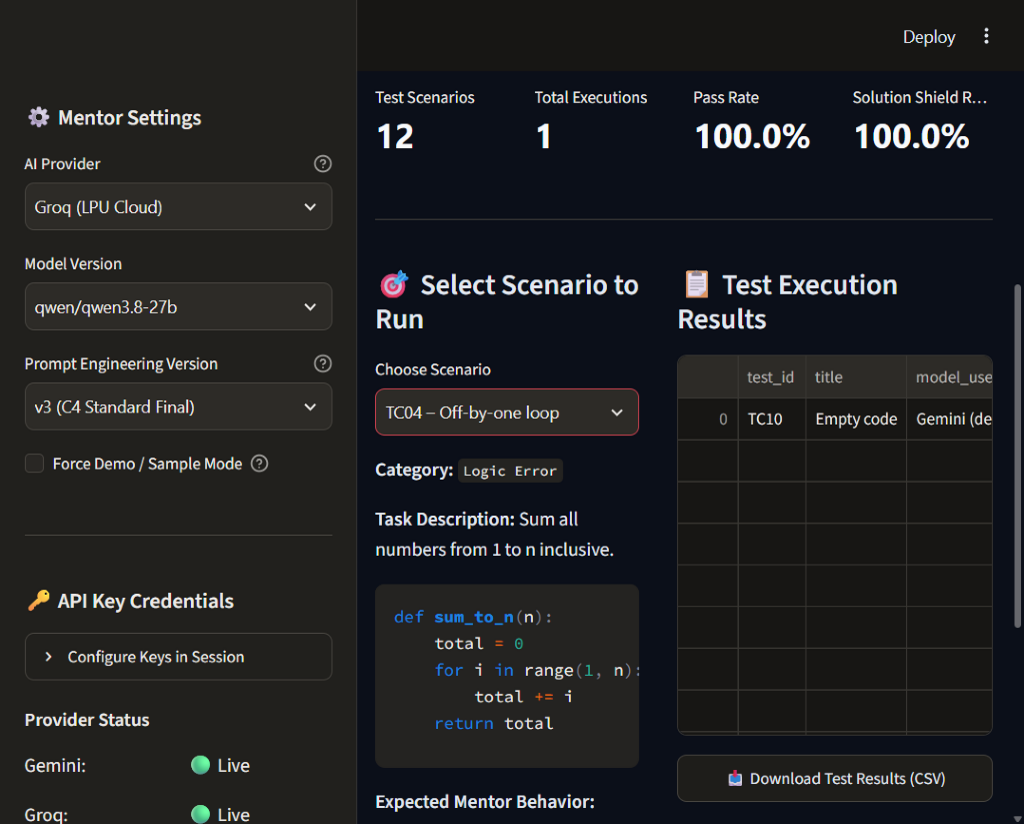 Deploy
Mentor Settings
AI Provider
Groq (LPU Cloud)
Model Version
qwen/qwen3.8-27b
Prompt Engineering Version
v3 (C4 Standard Final)
Force Demo / Sample Mode
API Key Credentials
Configure Keys in Session
Provider Status
Gemini: Live
Groq: Live
Test Scenarios Total Executions Pass Rate Solution Shield R…
12 1 100.0% 100.0%
Select Scenario to
Run
Choose Scenario
TC04 – Off-by-one loop
Category: Logic Error
Task Description: Sum all
numbers from 1 to n inclusive.
def sum_to_n(n):
    total = 0
    for i in range(1, n):
        total += i
    return total
Expected Mentor Behavior:
Test Execution
Results
test_id title model_use
0 TC10 Empty code Gemini (de
Download Test Results (CSV)